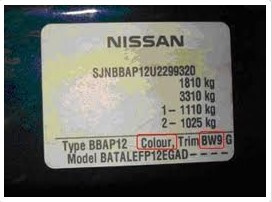 NISSAN
SJNBBAP12U2299320
1810 kg
3310 kg
1- 1110 kg
2- 1025 kg
Type BBAP12 Colour, Trim BW9 G
Model BATALEFP12EGAD-----